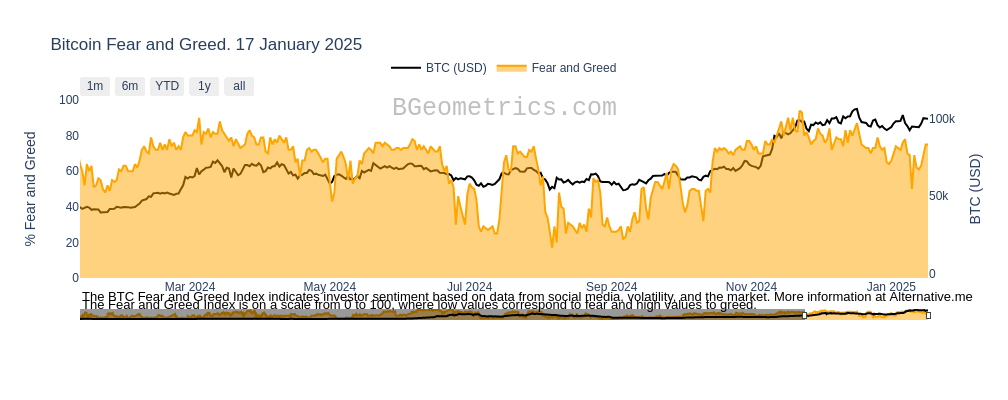 Bitcoin Fear and Greed. 17 January 2025
BTC (USD) Fear and Greed
1m 6m YTD 1y all
BGeometrics.com
100
80
60
40
20
0
% Fear and Greed
100k
50k
0
BTC (USD)
Mar 2024 May 2024 Jul 2024 Sep 2024 Nov 2024 Jan 2025
The BTC Fear and Greed Index indicates investor sentiment based on data from social media, volatility, and the market. More information at Alternative.me
The Fear and Greed Index is on a scale from 0 to 100, where low values correspond to fear and high values to greed.